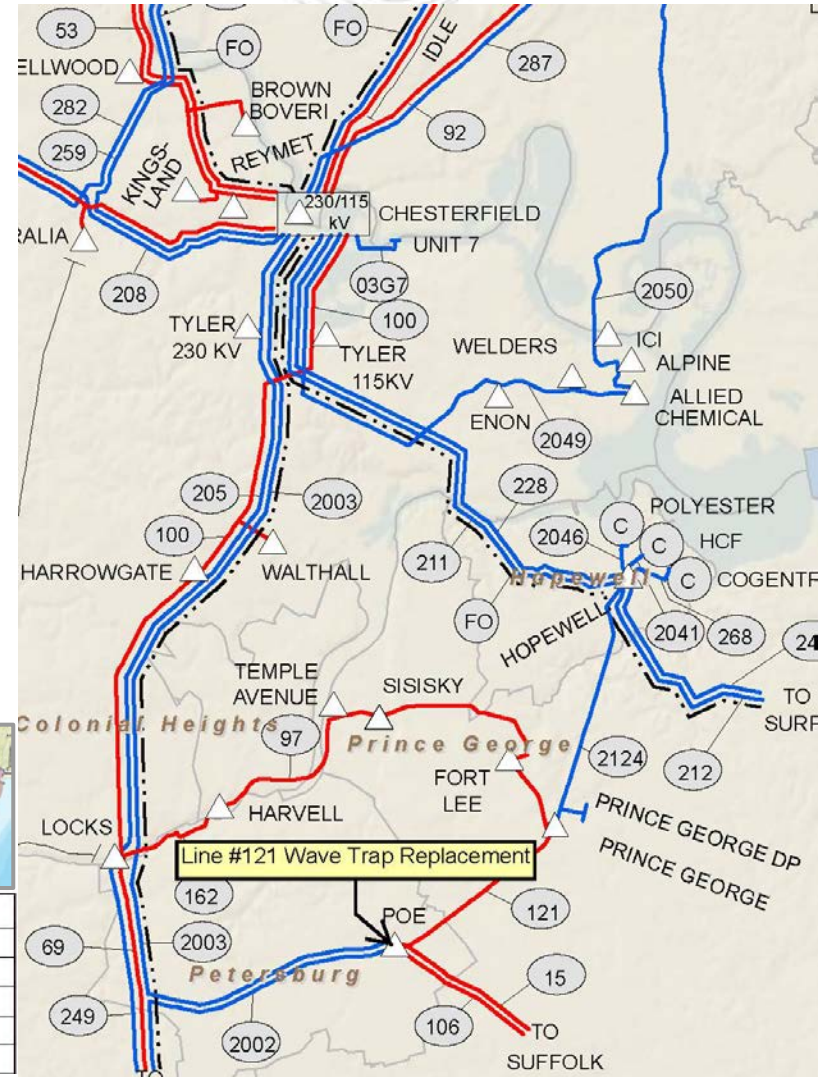 53
FO
FO
IDLE
287
ELLWOOD
282
BROWN
BOVERI
92
259
REYMET
KINGS-
LAND
230/115
kV
CHESTERFIELD
UNIT 7
RALIA
208
03G7
100
2050
TYLER
230 KV
TYLER
115KV
WELDERS
ICI
ALPINE
ALLIED
CHEMICAL
ENON
2049
205
2003
228
100
POLYESTER
2046
C
C
HCF
C
COGENTR
HARROWGATE
WALTHALL
211
Hopewell
FO
HOPEWELL
2041
268
24
TEMPLE
AVENUE
SISISKY
TO
SURF
Colonial Heights
97
Prince George
2124
212
FORT
LEE
HARVELL
PRINCE GEORGE DP
PRINCE GEORGE
LOCKS
Line #121 Wave Trap Replacement
162
121
POE
69
2003
Petersburg
15
249
106
2002
TO
SUFFOLK
TO